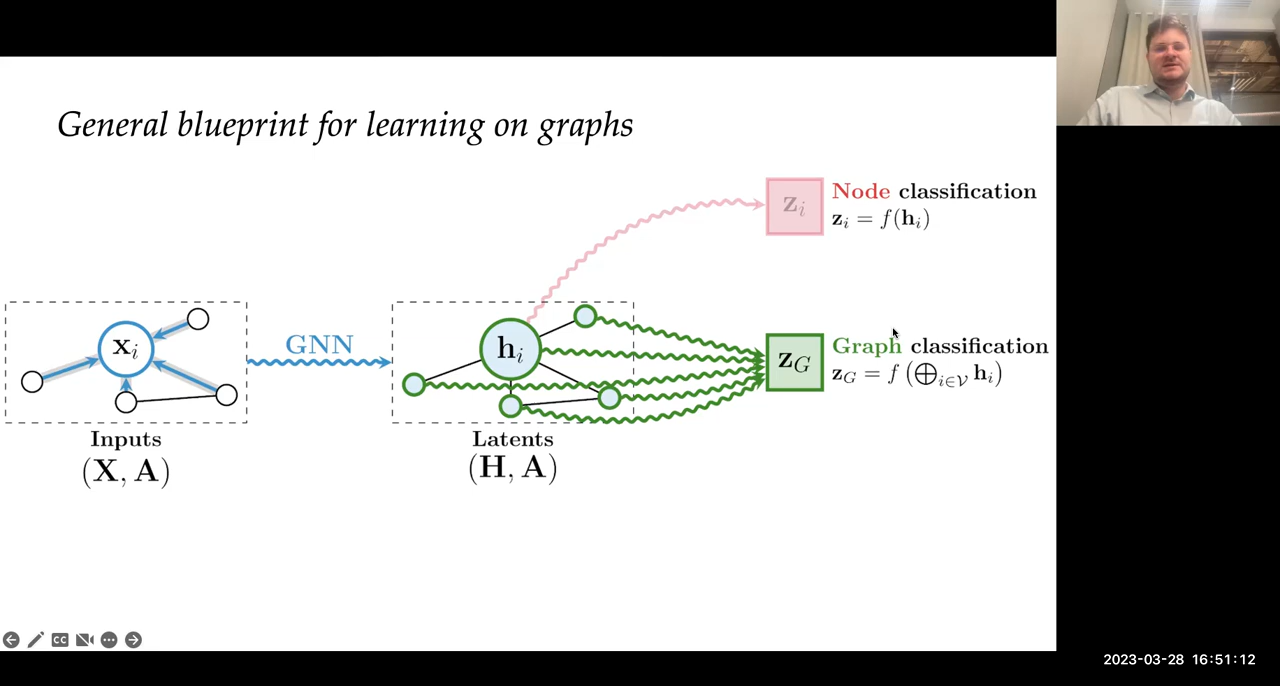 General blueprint for learning on graphs
z_i
Node classification
z_i = f(h_i)
x_i
GNN
h_i
z_G
Graph classification
z_G = f (⨁_{i∈𝒱} h_i)
Inputs
(X, A)
Latents
(H, A)
CC
2023-03-28 16:51:12